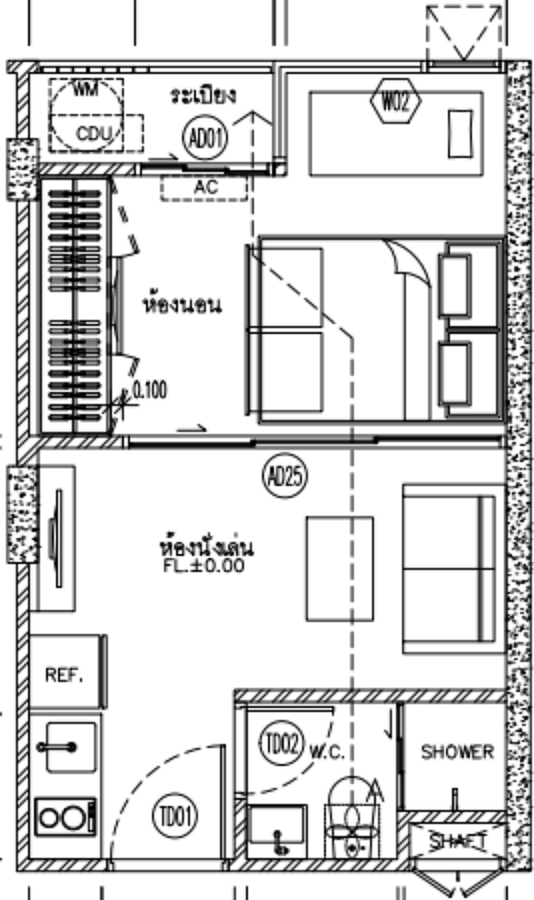 WM
ระเบียง
W02
CDU
AD01
AC
ห้องนอน
0.100
AD25
ห้องนั่งเล่น
FL.±0.00
REF.
TD02
W.C.
SHOWER
TD01
SHAFT